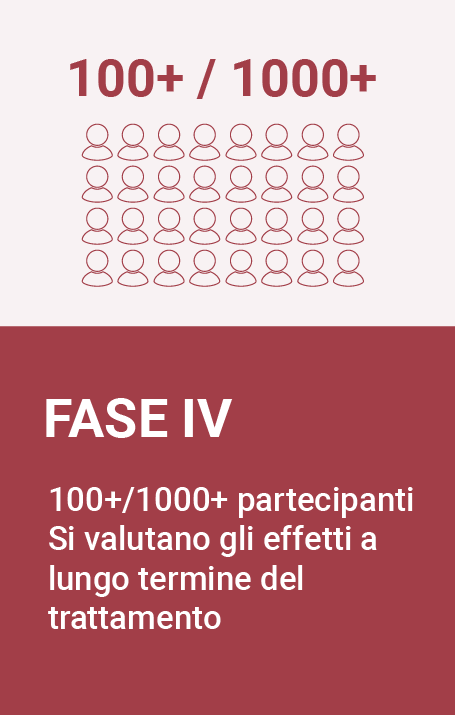 100+ / 1000+
FASE IV
100+/1000+ partecipanti
Si valutano gli effetti a
lungo termine del
trattamento